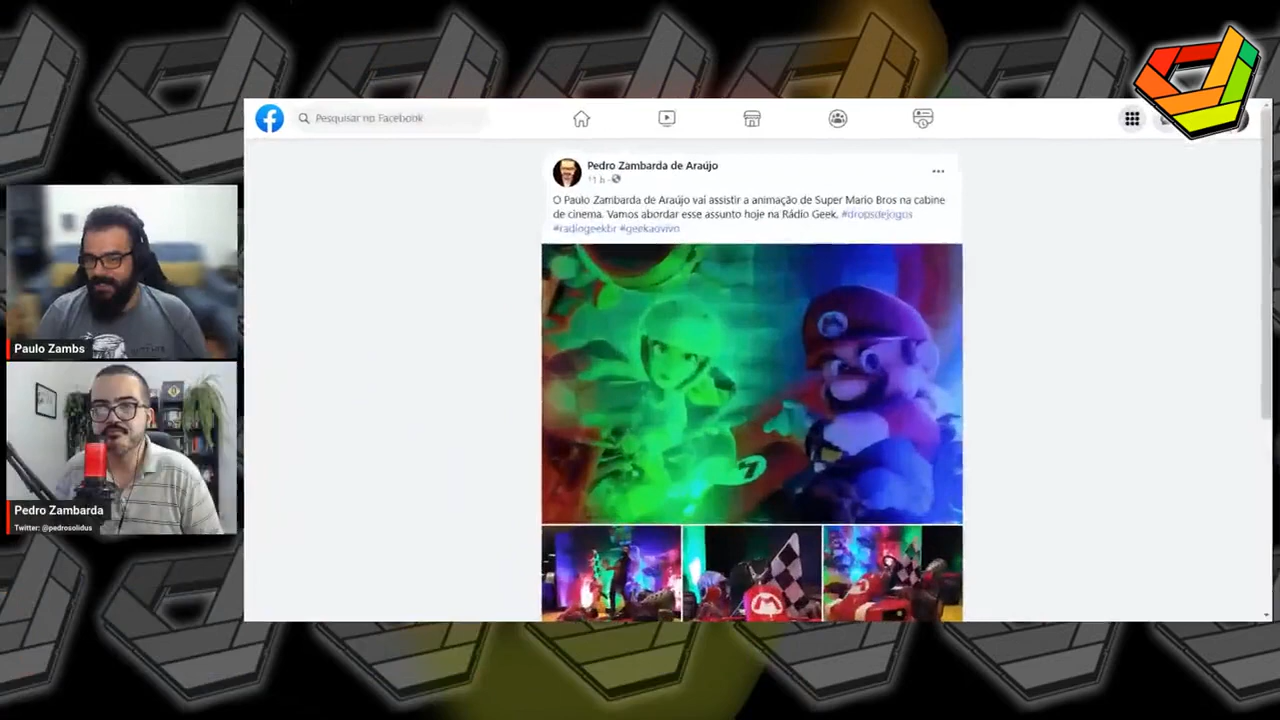 Pesquisar no Facebook
Pedro Zambarda de Araújo
11 h
O Paulo Zambarda de Araújo vai assistir a animação de Super Mario Bros na cabine
de cinema. Vamos abordar esse assunto hoje na Rádio Geek. #dropsdejogos
#radiogeekbr #geekaovivo
Paulo Zambs
Pedro Zambarda
Twitter: @pedrosolidus